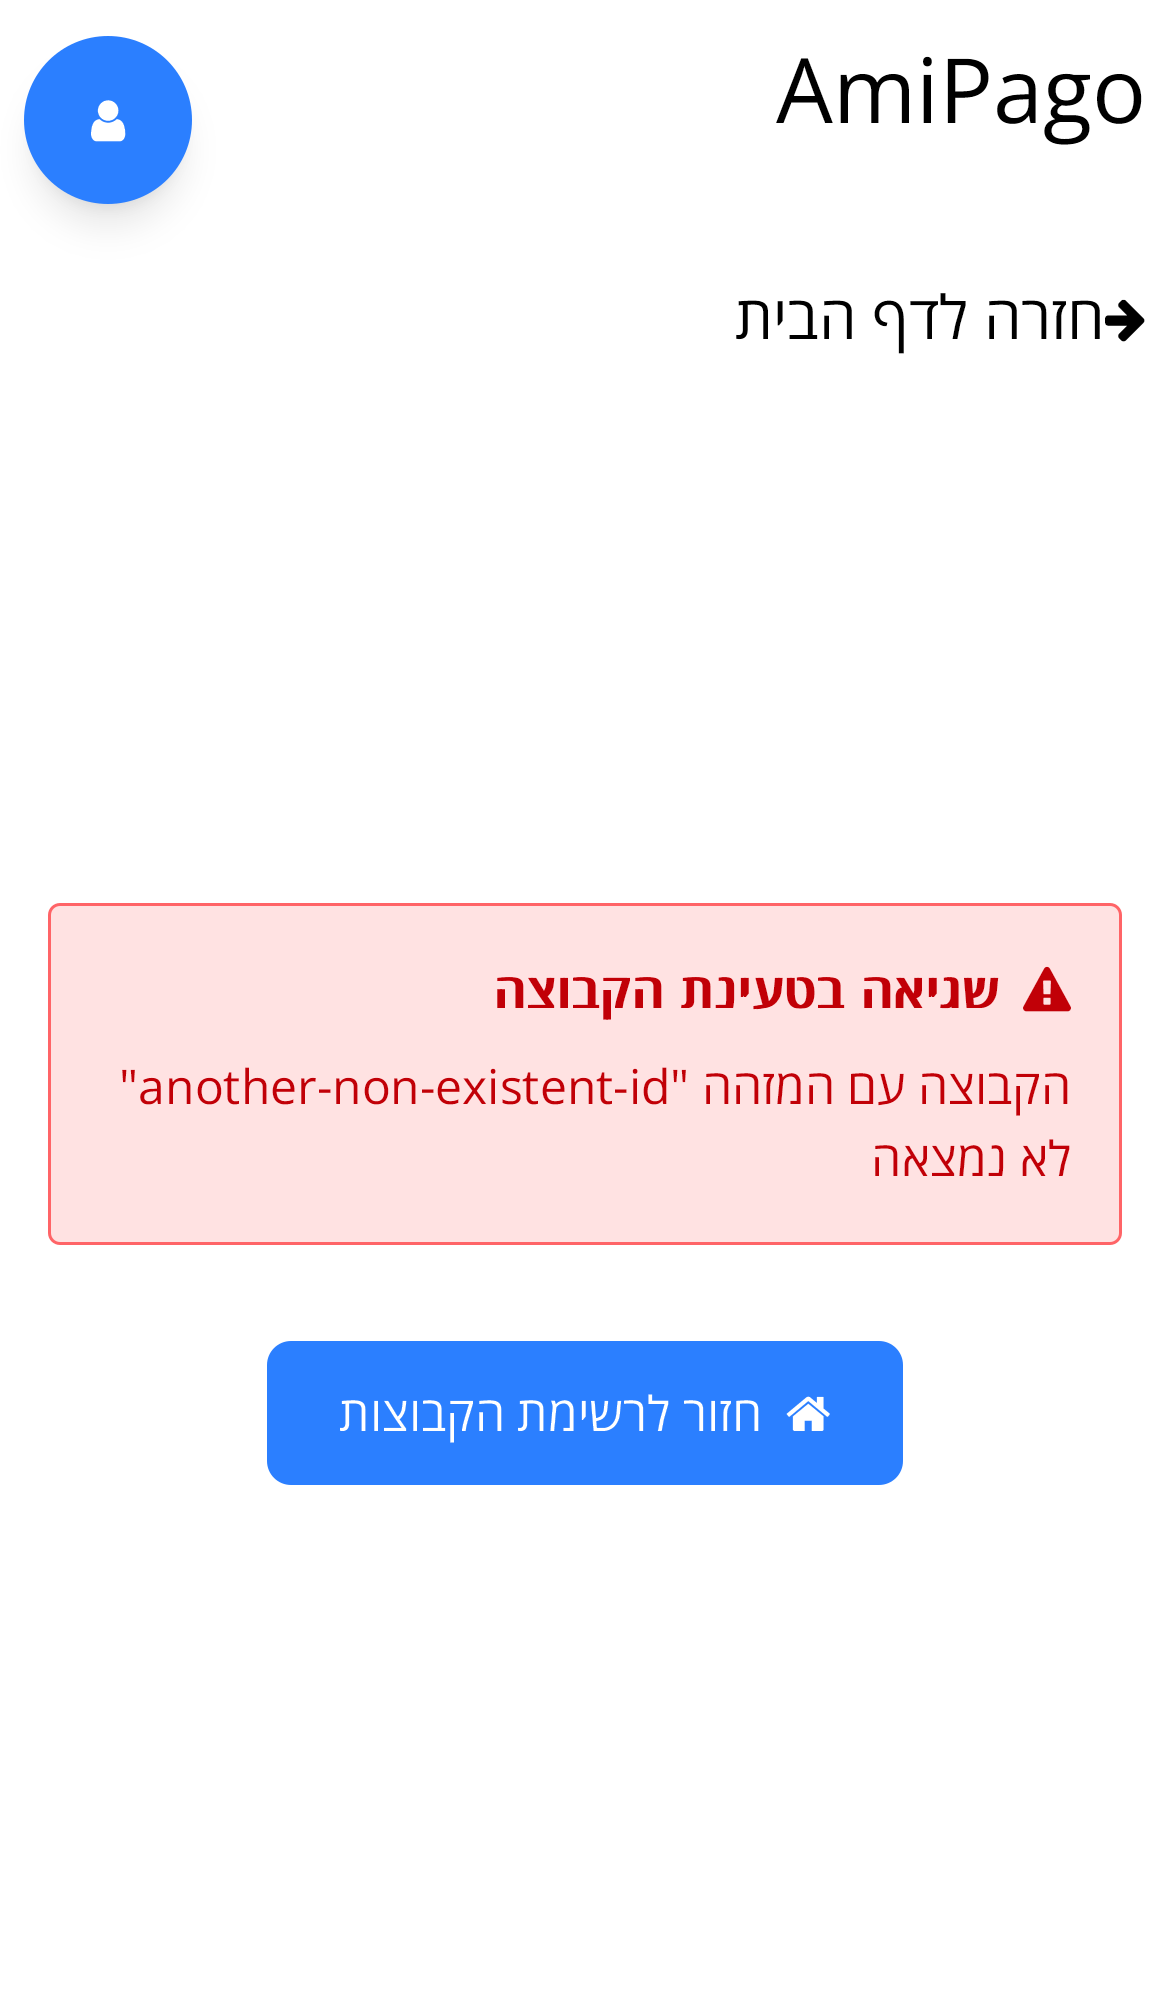 AmiPago
חזרה לדף הבית
שגיאה בטעינת הקבוצה
הקבוצה עם המזהה "another-non-existent-id"
לא נמצאה
חזור לרשימת הקבוצות